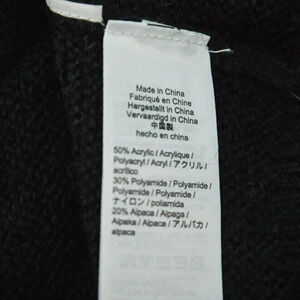 Made in China
Fabriqué en Chine
Hergestellt in China
Vervaardigd in China
中国製
hecho en china
50% Acrylic / Acrylique /
Polyacryl / Acryl / アクリル /
acrílico
30% Polyamide / Polyamide /
Polyamide / Polyamide /
ナイロン / poliamida
20% Alpaca / Alpaga /
Alpaka / Alpaca / アルパカ /
alpaca